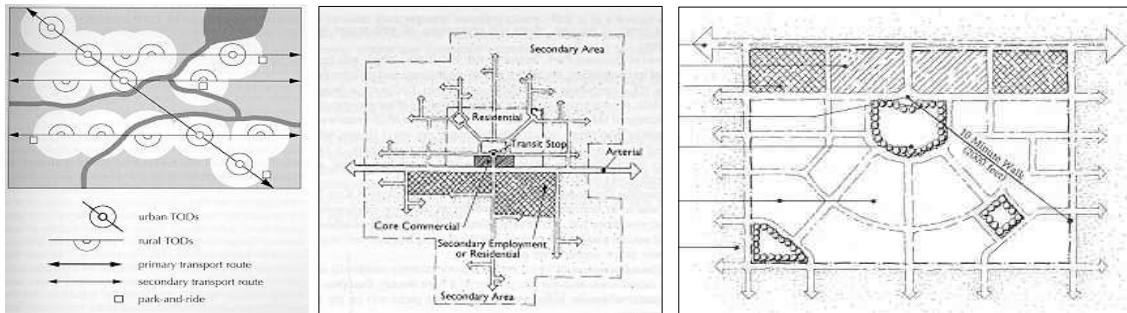 urban TODs
rural TODs
primary transport route
secondary transport route
park-and-ride
Secondary Area
Residential
Transit Stop
Arterial
Core Commercial
Secondary Employment
or Residential
Secondary Area
10 Minute Walk
(2000 feet)